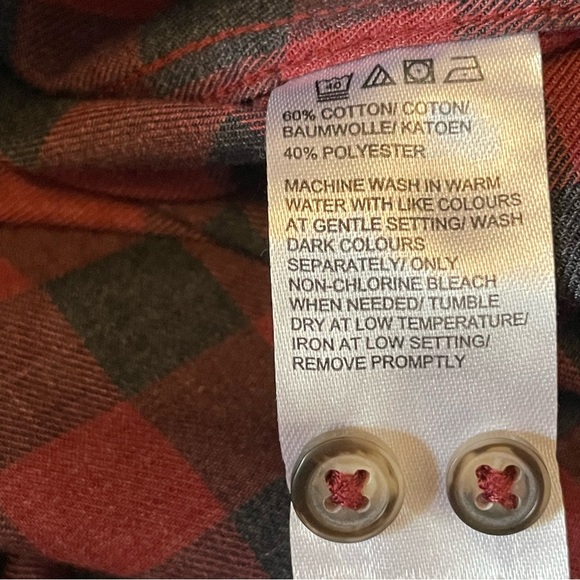 40
60% COTTON/ COTON/
BAUMWOLLE/ KATOEN
40% POLYESTER
MACHINE WASH IN WARM
WATER WITH LIKE COLOURS
AT GENTLE SETTING/ WASH
DARK COLOURS
SEPARATELY/ ONLY
NON-CHLORINE BLEACH
WHEN NEEDED/ TUMBLE
DRY AT LOW TEMPERATURE/
IRON AT LOW SETTING/
REMOVE PROMPTLY